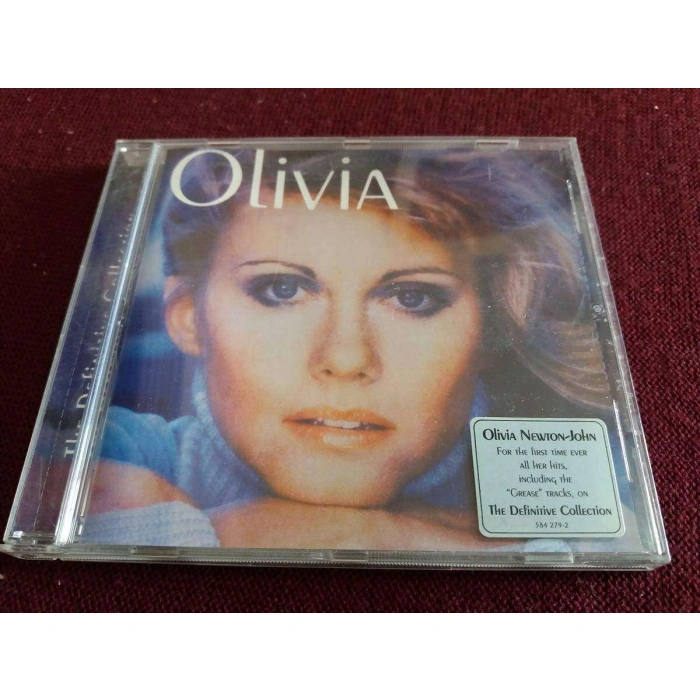 Olivia
The Definitive Collection
Olivia Newton-John
For the first time ever
all her hits,
including the
"Grease" tracks, on
The Definitive Collection
584 279-2